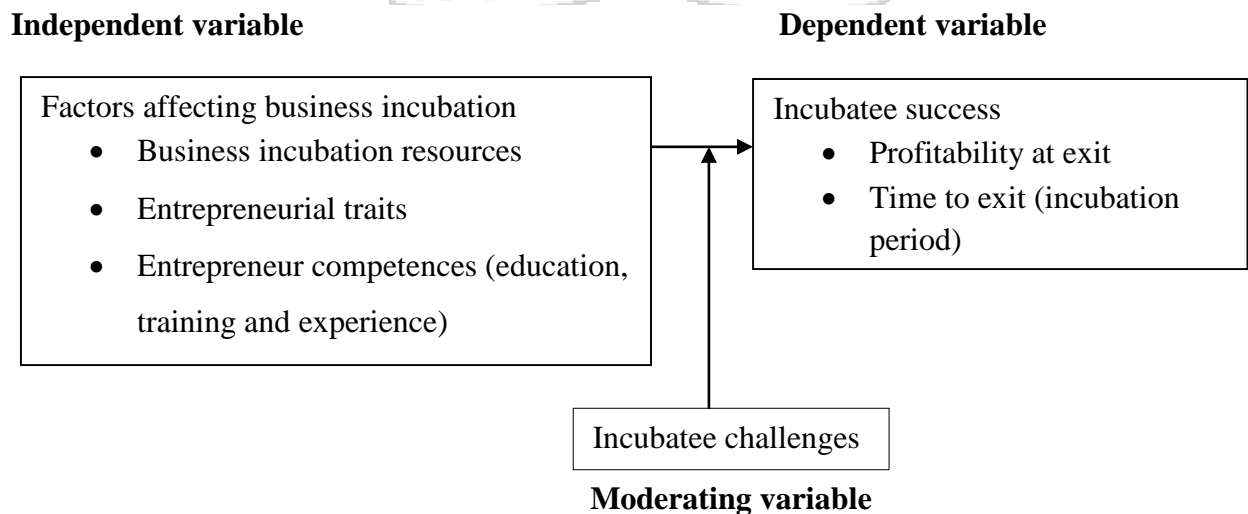 Independent variable
Dependent variable
Factors affecting business incubation
• Business incubation resources
• Entrepreneurial traits
• Entrepreneur competences (education,
training and experience)
Incubatee success
• Profitability at exit
• Time to exit (incubation
period)
Incubatee challenges
Moderating variable